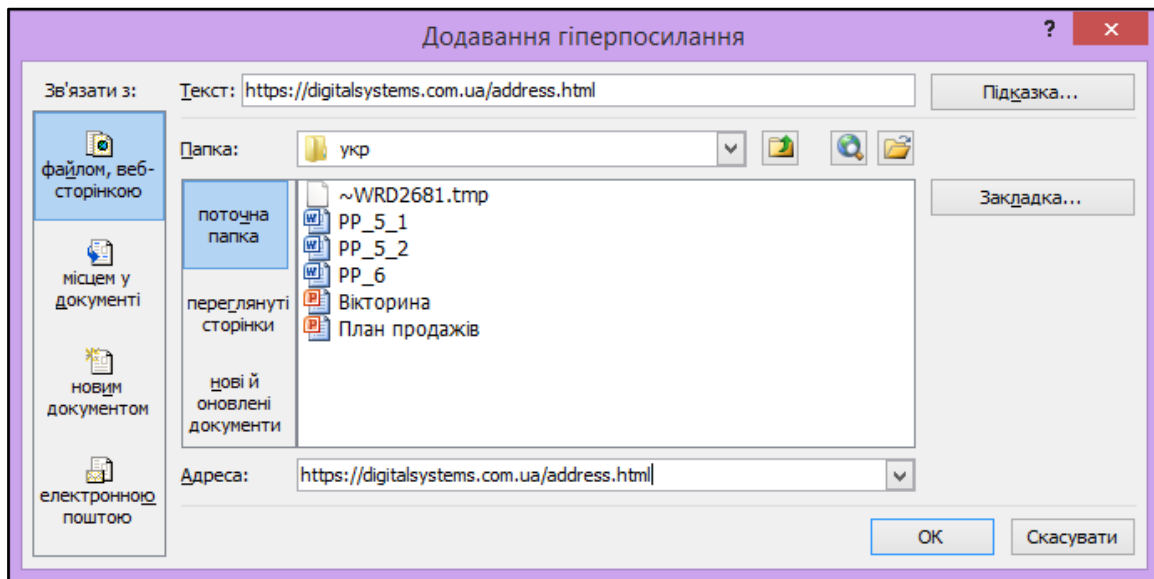 Додавання гіперпосилання
?
Зв'язати з:
Текст: https://digitalsystems.com.ua/address.html
Підказка...
файлом, веб-
сторінкою
Папка: укр
поточна
папка
~WRD2681.tmp
PP_5_1
PP_5_2
PP_6
Вікторина
План продажів
Закладка...
місцем у
документі
переглянуті
сторінки
новим
документом
нові й
оновлені
документи
електронною
поштою
Адреса: https://digitalsystems.com.ua/address.html
ОК
Скасувати